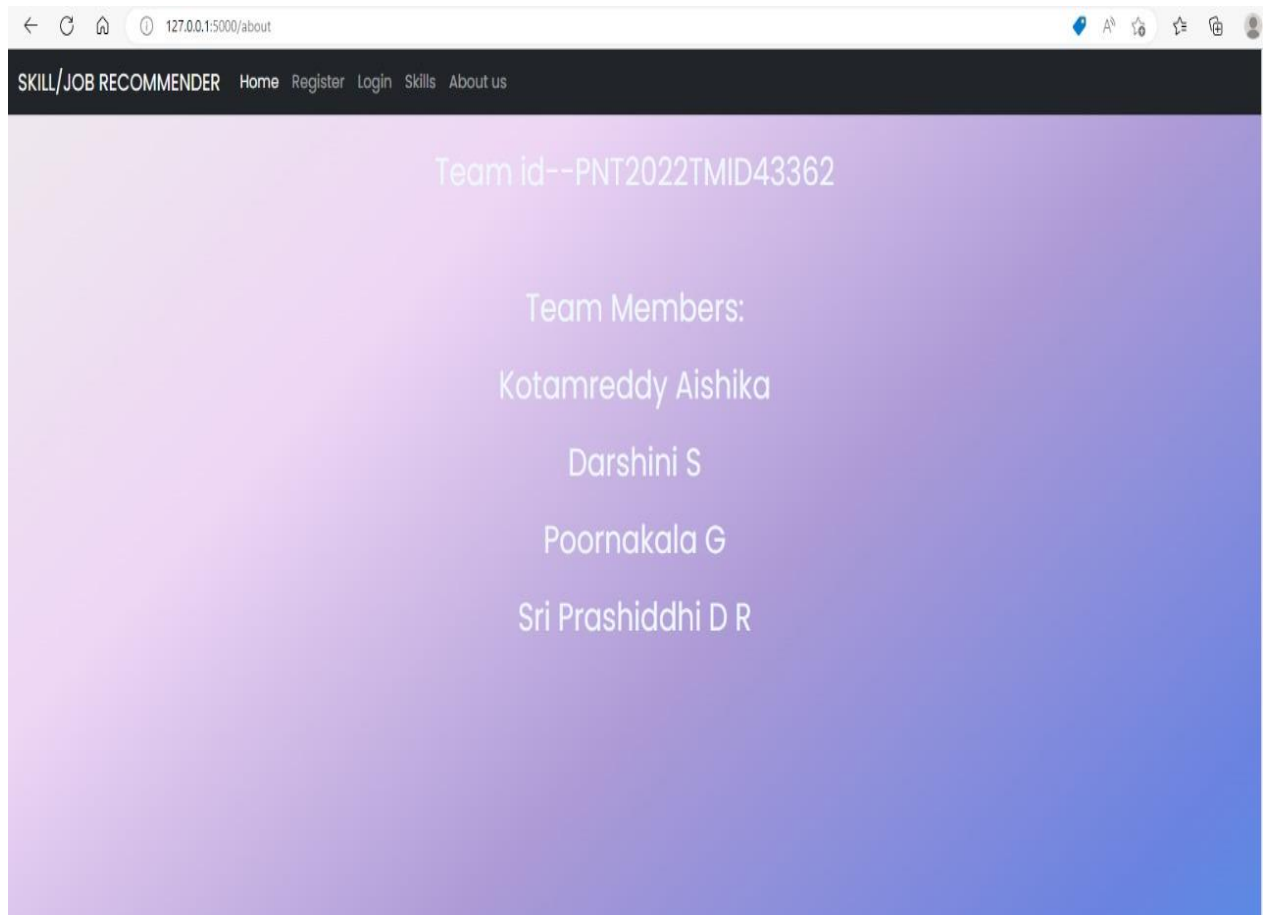 127.0.0.1:5000/about
SKILL/JOB RECOMMENDER Home Register Login Skills About us
Team id--PNT2022TMID43362
Team Members:
Kotamreddy Aishika
Darshini S
Poornakala G
Sri Prashiddhi D R